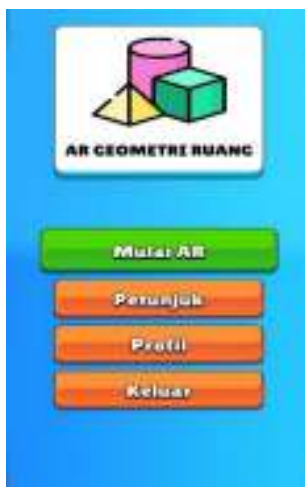 AR GEOMETRI RUANG
Mulai AR
Petunjuk
Profil
Keluar